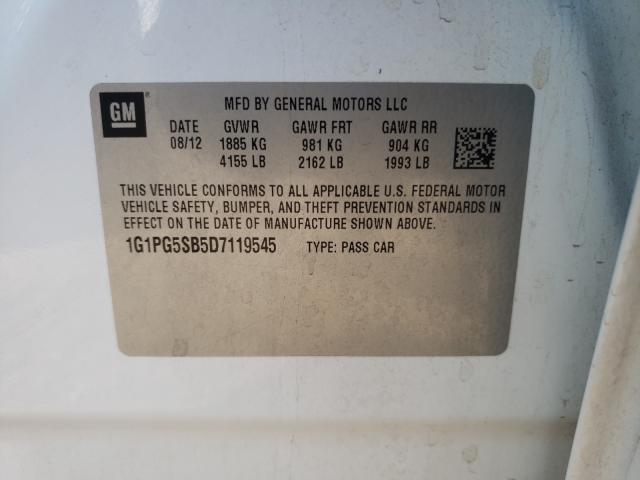 GM ®
MFD BY GENERAL MOTORS LLC
DATE GVWR GAWR FRT GAWR RR
08/12 1885 KG 981 KG 904 KG
4155 LB 2162 LB 1993 LB
THIS VEHICLE CONFORMS TO ALL APPLICABLE U.S. FEDERAL MOTOR
VEHICLE SAFETY, BUMPER, AND THEFT PREVENTION STANDARDS IN
EFFECT ON THE DATE OF MANUFACTURE SHOWN ABOVE.
1G1PG5SB5D7119545 TYPE: PASS CAR